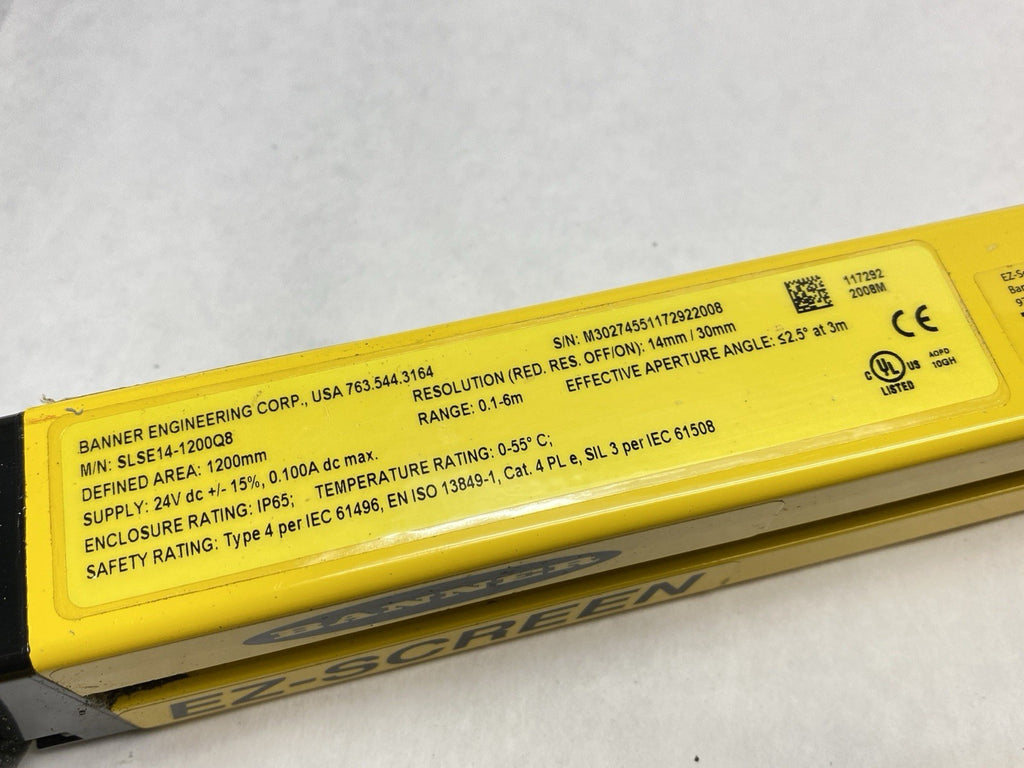 BANNER ENGINEERING CORP., USA 763.544.3164
M/N: SLSE14-1200Q8
DEFINED AREA: 1200mm
SUPPLY: 24V dc +/- 15%, 0.100A dc max.
ENCLOSURE RATING: IP65; TEMPERATURE RATING: 0-55° C;
SAFETY RATING: Type 4 per IEC 61496, EN ISO 13849-1, Cat. 4 PL e, SIL 3 per IEC 61508
S/N: M30274551172922008
RESOLUTION (RED. RES. OFF/ON): 14mm / 30mm
RANGE: 0.1-6m EFFECTIVE APERTURE ANGLE: ≤2.5° at 3m
117292
2008M
CE
C UL US
LISTED
AOPD
10GH
BANNER
EZ-SCREEN